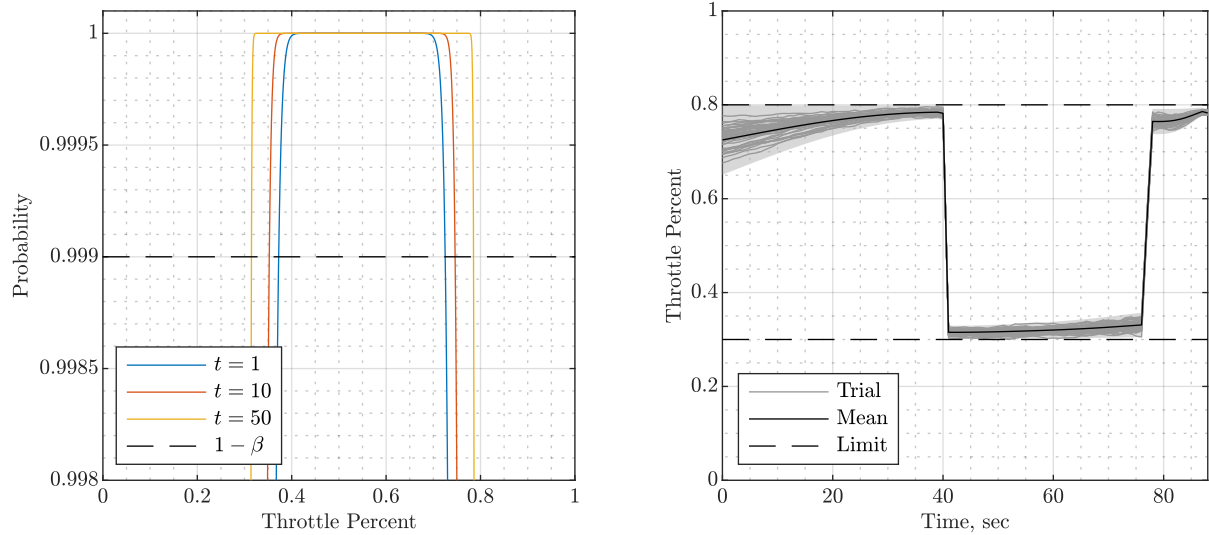 Probability
1
0.9995
0.999
0.9985
0.998
t = 1
t = 10
t = 50
1 − β
0 0.2 0.4 0.6 0.8 1
Throttle Percent
Throttle Percent
1
0.8
0.6
0.4
0.2
0
Trial
Mean
Limit
0 20 40 60 80
Time, sec